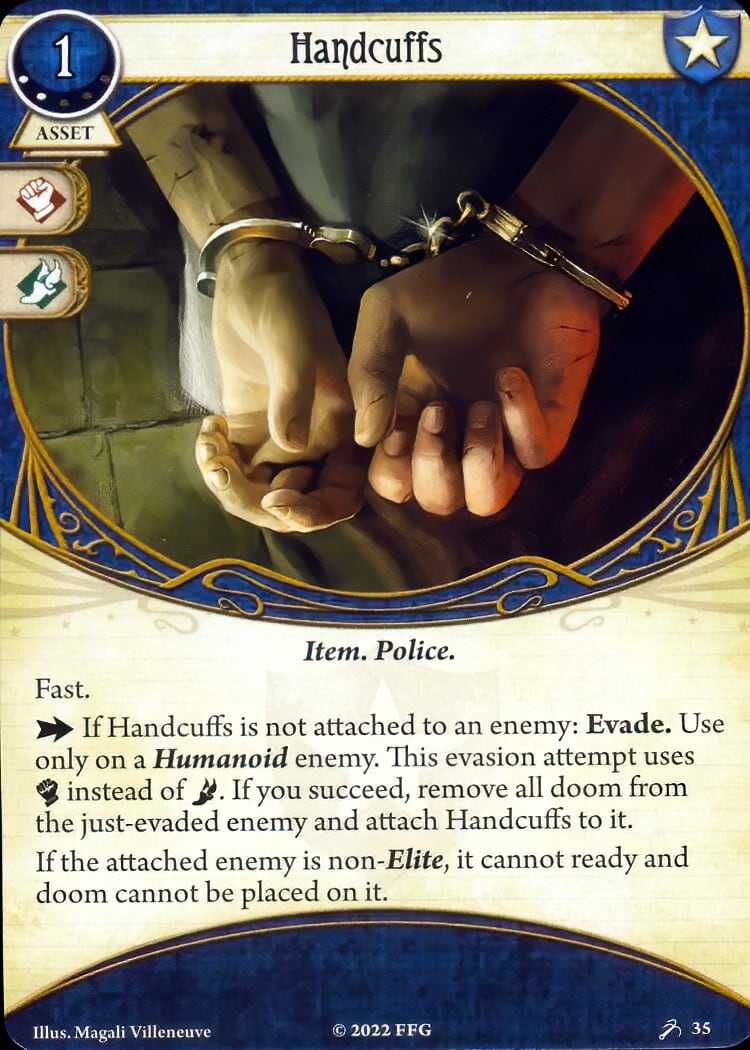 1
Handcuffs
ASSET
Item. Police.
Fast.
If Handcuffs is not attached to an enemy: Evade. Use
only on a Humanoid enemy. This evasion attempt uses
instead of . If you succeed, remove all doom from
the just-evaded enemy and attach Handcuffs to it.
If the attached enemy is non-Elite, it cannot ready and
doom cannot be placed on it.
Illus. Magali Villeneuve
© 2022 FFG
35